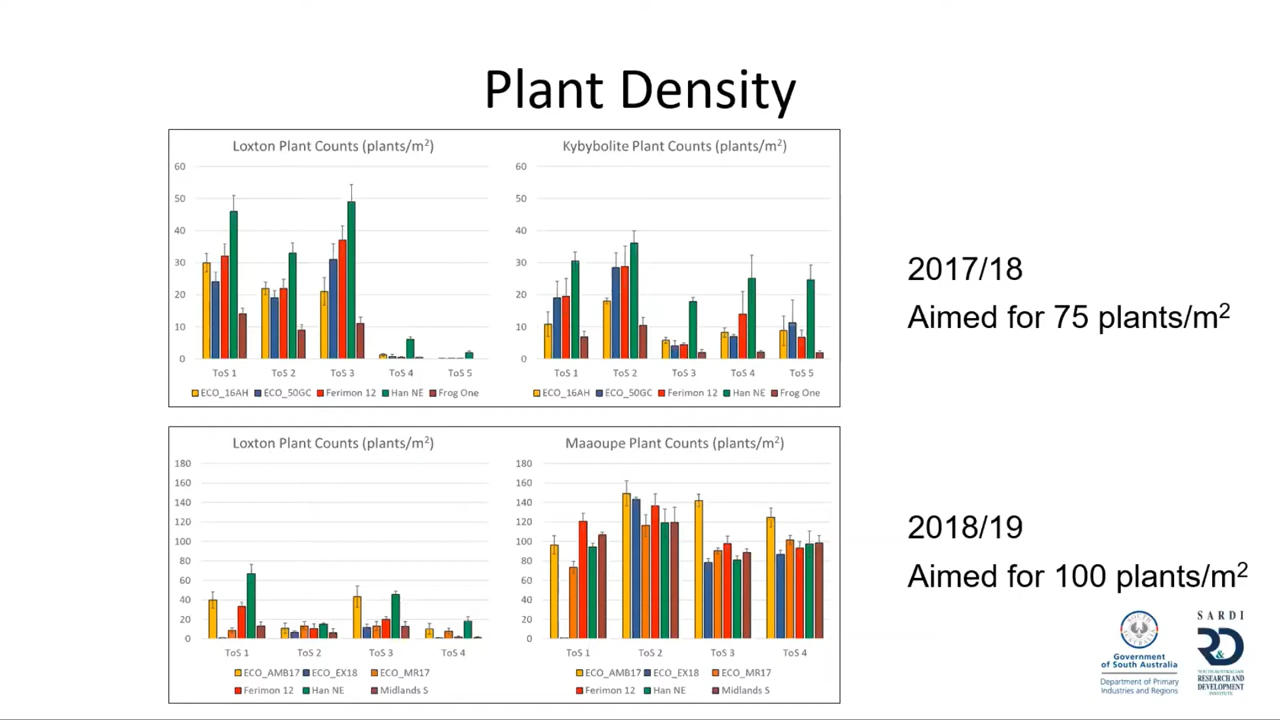 Plant Density
Loxton Plant Counts (plants/m²)
60
50
40
30
20
10
0
ToS 1 ToS 2 ToS 3 ToS 4 ToS 5
ECO_16AH ECO_50GC Ferimon 12 Han NE Frog One
Kybybolite Plant Counts (plants/m²)
60
50
40
30
20
10
0
ToS 1 ToS 2 ToS 3 ToS 4 ToS 5
ECO_16AH ECO_50GC Ferimon 12 Han NE Frog One
2017/18
Aimed for 75 plants/m²
Loxton Plant Counts (plants/m²)
180
160
140
120
100
80
60
40
20
0
ToS 1 ToS 2 ToS 3 ToS 4
ECO_AMB17 ECO_EX18 ECO_MR17
Ferimon 12 Han NE Midlands S
Maaoupe Plant Counts (plants/m²)
180
160
140
120
100
80
60
40
20
0
ToS 1 ToS 2 ToS 3 ToS 4
ECO_AMB17 ECO_EX18 ECO_MR17
Ferimon 12 Han NE Midlands S
2018/19
Aimed for 100 plants/m²
Government
of South Australia
Department of Primary
Industries and Regions
SARDI
R&D
SOUTH AUSTRALIAN
RESEARCH AND
DEVELOPMENT
INSTITUTE